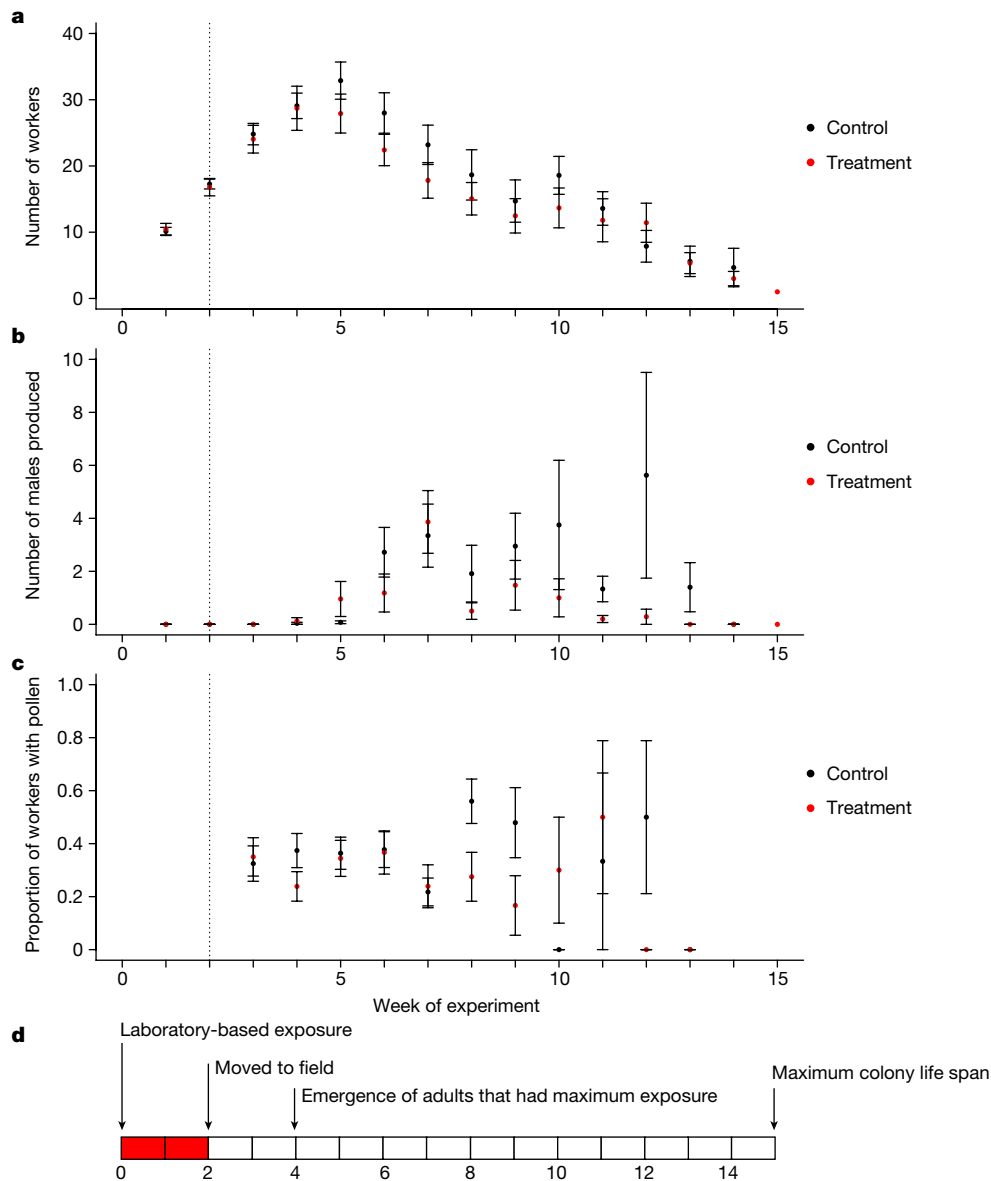 a
Number of workers
40
30
20
10
0
0 5 10 15
Control
Treatment
b
Number of males produced
10
8
6
4
2
0
0 5 10 15
Control
Treatment
c
Proportion of workers with pollen
1.0
0.8
0.6
0.4
0.2
0
0 5 10 15
Control
Treatment
Week of experiment
d
Laboratory-based exposure
Moved to field
Emergence of adults that had maximum exposure
Maximum colony life span
0 2 4 6 8 10 12 14